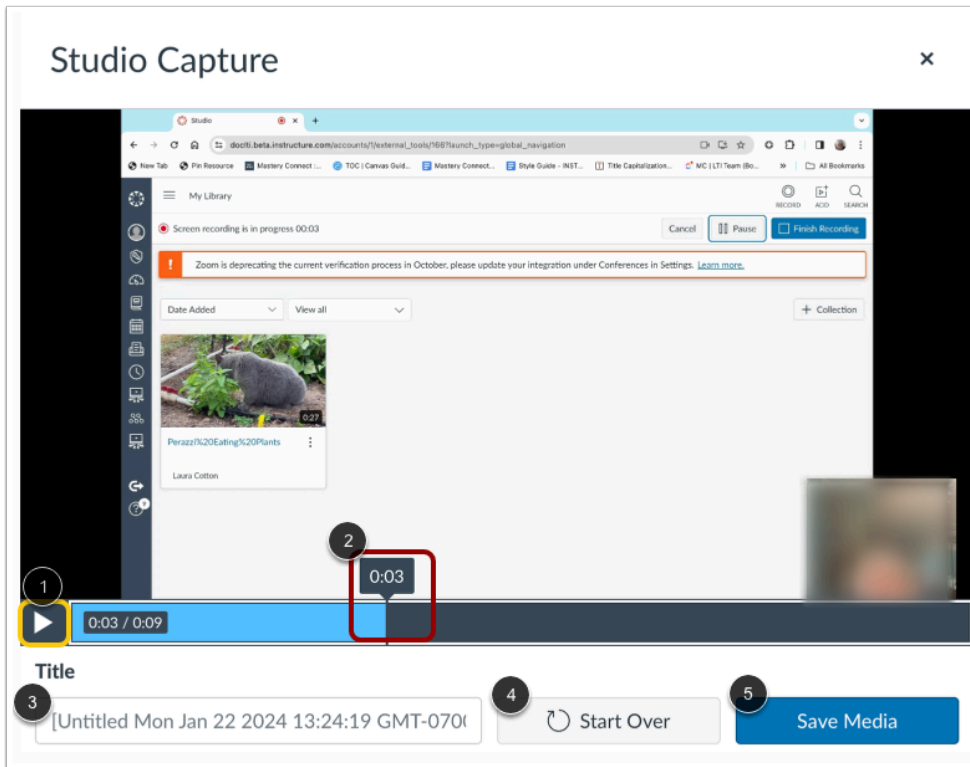 Studio Capture
×
Studio × +
dociti.beta.instructure.com/accounts/1/external_tools/166?launch_type=global_navigation
New Tab Pin Resource Mastery Connect :... TOC | Canvas Guid... Mastery Connect... Style Guide - INST... Title Capitalization... MC | LTI Team (Bo... » All Bookmarks
My Library
RECORD ADD SEARCH
Screen recording is in progress 00:03 Cancel Pause Finish Recording
! Zoom is deprecating the current verification process in October, please update your integration under Conferences in Settings. Learn more.
Date Added View all + Collection
0:27
Perazzi%20Eating%20Plants
Laura Cotton
2
0:03
1
0:03 / 0:09
Title
3 4 5
[Untitled Mon Jan 22 2024 13:24:19 GMT-070 Start Over Save Media